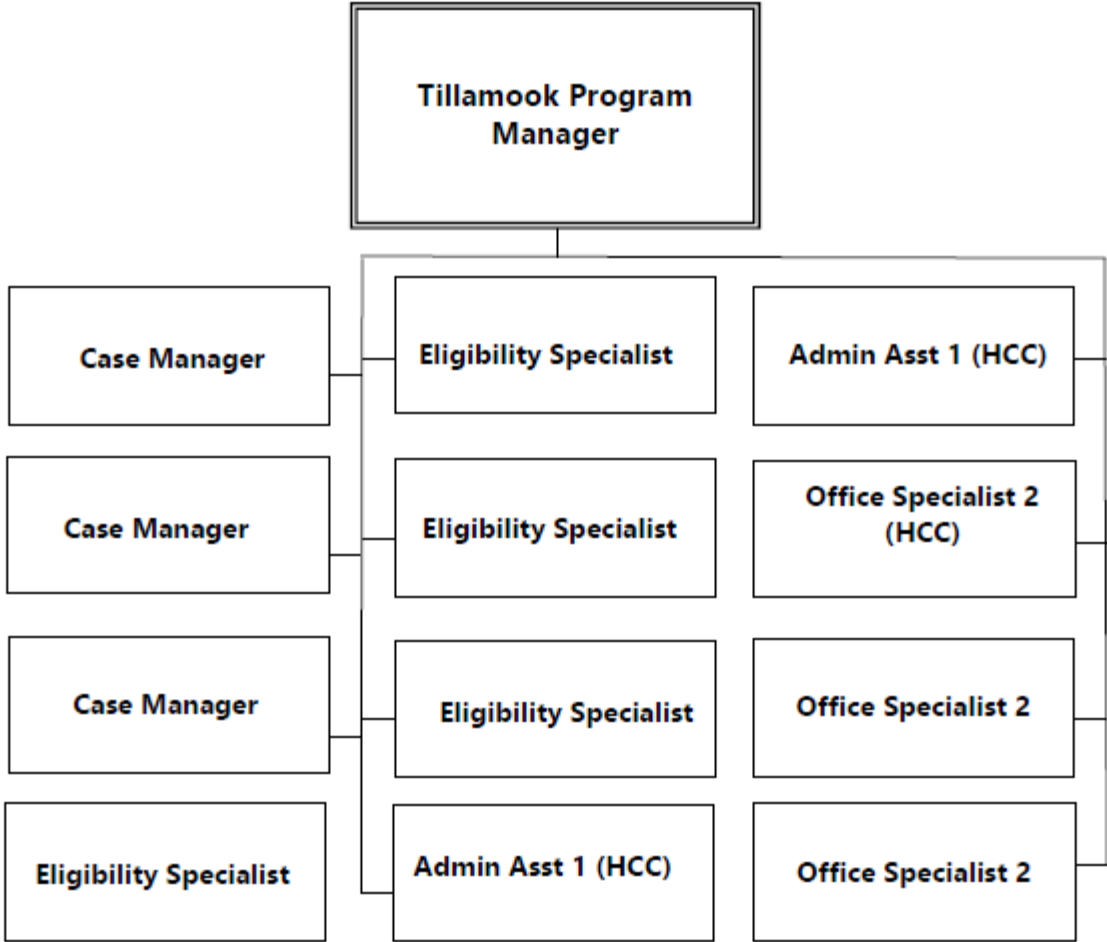 Tillamook Program
Manager
Case Manager
Eligibility Specialist
Admin Asst 1 (HCC)
Case Manager
Eligibility Specialist
Office Specialist 2
(HCC)
Case Manager
Eligibility Specialist
Office Specialist 2
Eligibility Specialist
Admin Asst 1 (HCC)
Office Specialist 2